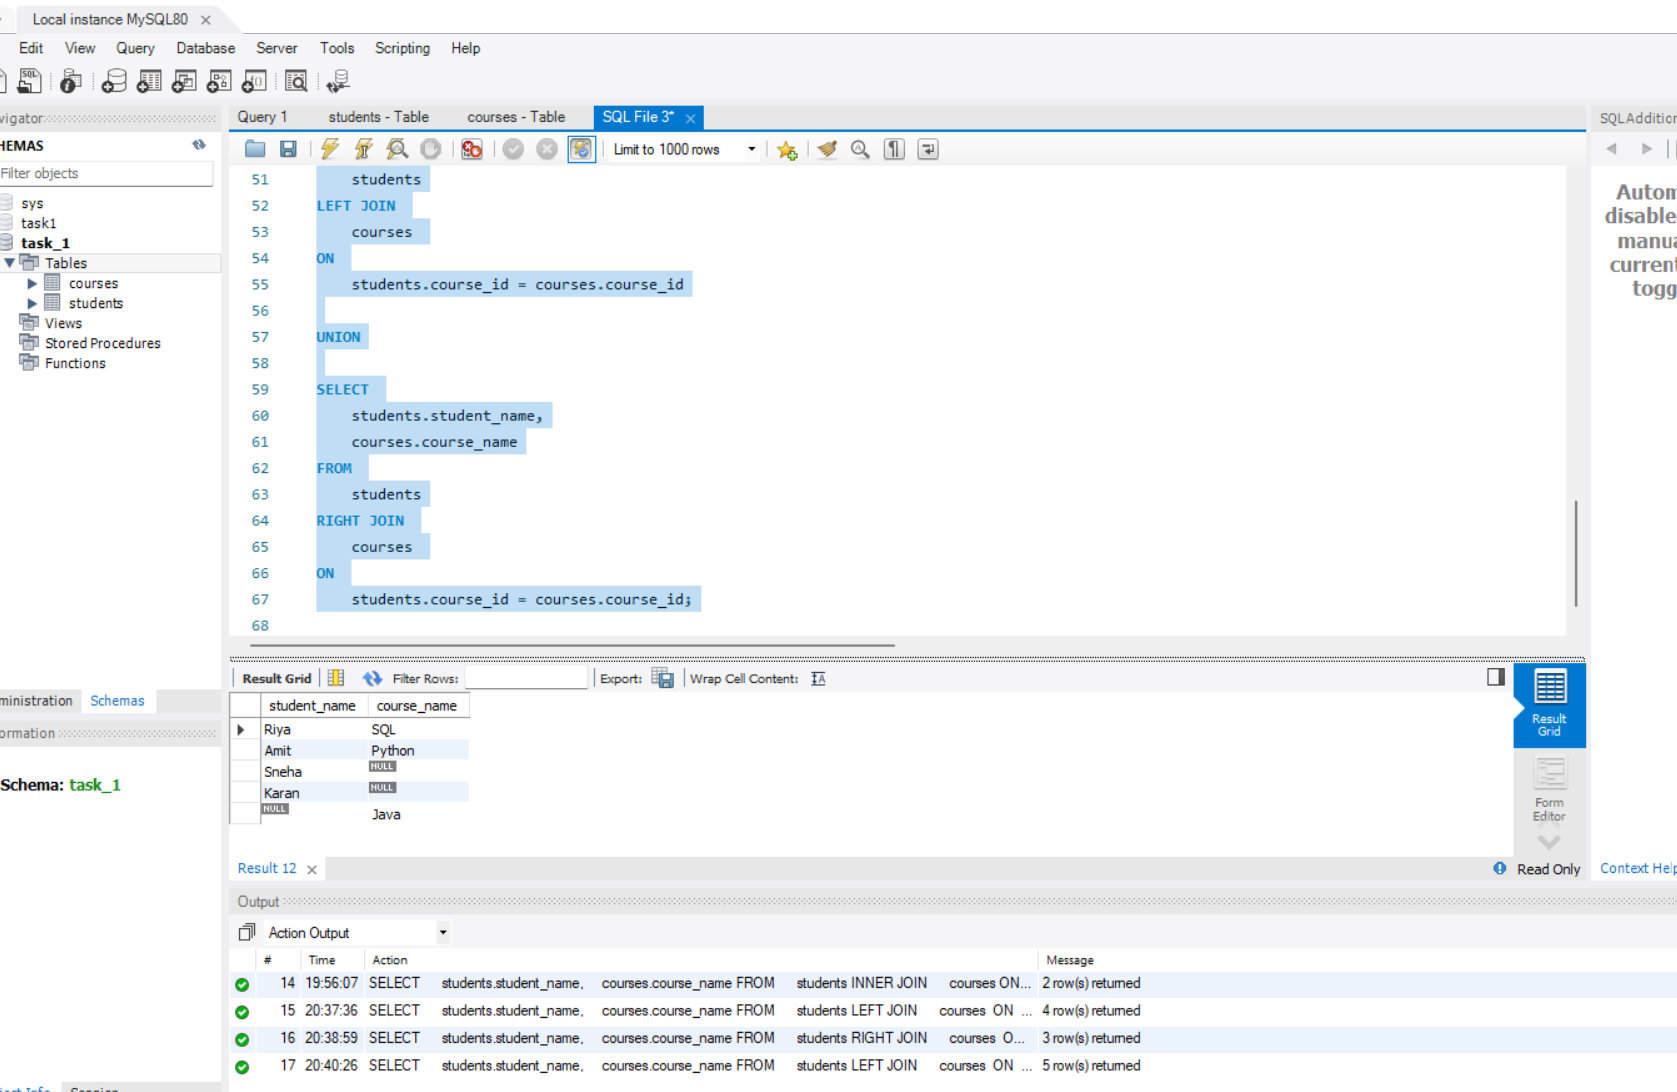 Local instance MySQL80
Edit View Query Database Server Tools Scripting Help
vigator
Query 1 students - Table courses - Table SQL File 3* SQLAddition
HEMAS
Limit to 1000 rows
Filter objects
sys
task1
task_1
Tables
courses
students
Views
Stored Procedures
Functions
51 students
52 LEFT JOIN
53 courses
54 ON
55 students.course_id = courses.course_id
56
57 UNION
58
59 SELECT
60 students.student_name,
61 courses.course_name
62 FROM
63 students
64 RIGHT JOIN
65 courses
66 ON
67 students.course_id = courses.course_id;
68
Autom
disable
manua
current
togg
ministration Schemas
ormation
Schema: task_1
Result Grid Filter Rows: Export: Wrap Cell Content:
student_name course_name
Riya SQL
Amit Python
Sneha NULL
Karan NULL
NULL Java
Result
Grid
Form
Editor
Result 12 Read Only Context Help
Output
Action Output
# Time Action Message
14 19:56:07 SELECT students.student_name, courses.course_name FROM students INNER JOIN courses ON... 2 row(s) returned
15 20:37:36 SELECT students.student_name, courses.course_name FROM students LEFT JOIN courses ON ... 4 row(s) returned
16 20:38:59 SELECT students.student_name, courses.course_name FROM students RIGHT JOIN courses O... 3 row(s) returned
17 20:40:26 SELECT students.student_name, courses.course_name FROM students LEFT JOIN courses ON ... 5 row(s) returned